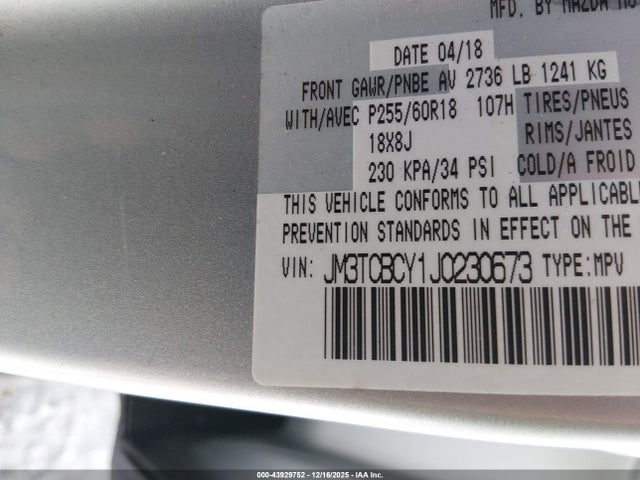 MFD. BY MAZDA MO
DATE 04/18
FRONT GAWR/PNBE AV 2736 LB 1241 KG
WITH/AVEC P255/60R18 107H TIRES/PNEUS
18X8J RIMS/JANTES
230 KPA/34 PSI COLD/A FROID
THIS VEHICLE CONFORMS TO ALL APPLICABL
PREVENTION STANDARDS IN EFFECT ON THE
VIN: JM3TCBCY1J0230673 TYPE:MPV
000-43929752 | 12/16/2025 | IAA Inc.